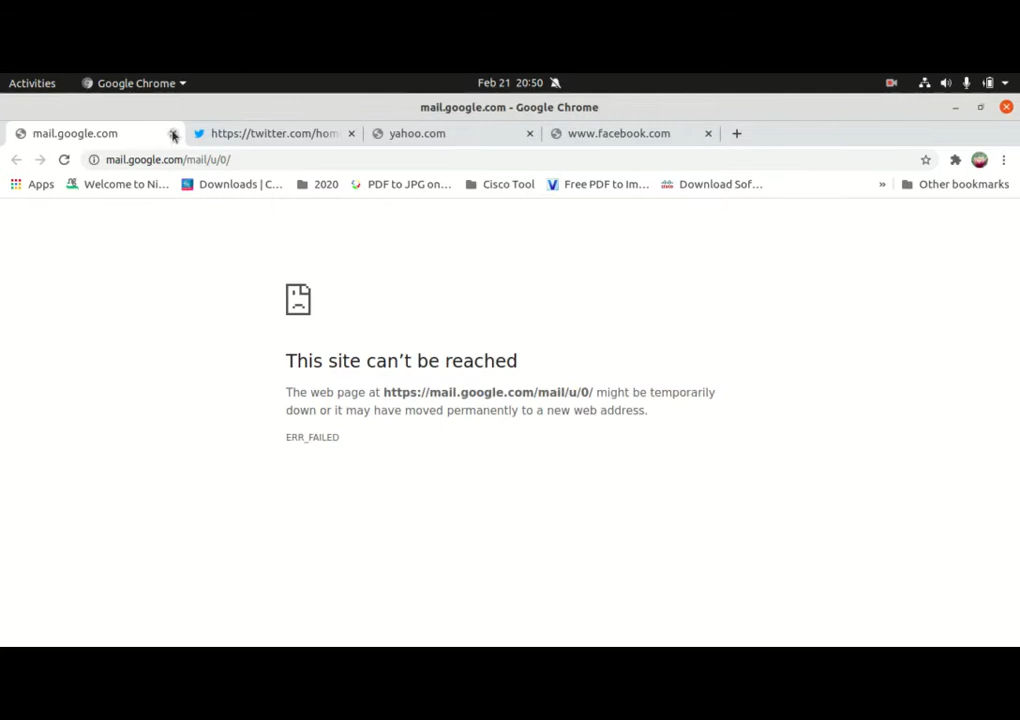 Activities Google Chrome Feb 21 20:50
mail.google.com - Google Chrome
mail.google.com https://twitter.com/hom yahoo.com www.facebook.com
mail.google.com/mail/u/0/
Apps Welcome to Ni... Downloads | C... 2020 PDF to JPG on... Cisco Tool Free PDF to Im... Download Sof... » Other bookmarks
This site can’t be reached
The web page at https://mail.google.com/mail/u/0/ might be temporarily
down or it may have moved permanently to a new web address.
ERR_FAILED